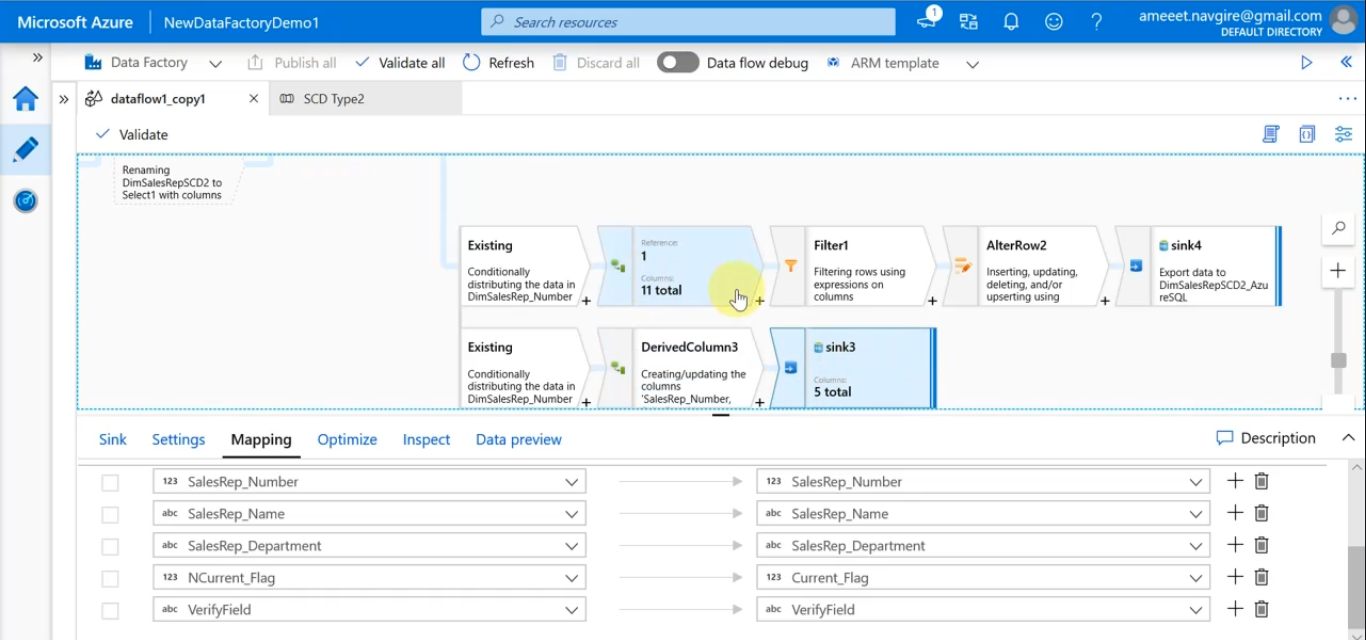 Microsoft Azure
NewDataFactoryDemo1
Search resources
1
ameeet.navgire@gmail.com
DEFAULT DIRECTORY
Data Factory
Publish all
Validate all
Refresh
Discard all
Data flow debug
ARM template
dataflow1_copy1
SCD Type2
Validate
Renaming
DimSalesRepSCD2 to
Select1 with columns
Existing
Conditionally
distributing the data in
DimSalesRep_Number
+
Reference:
1
Columns:
11 total
+
Filter1
Filtering rows using
expressions on
columns
+
AlterRow2
Inserting, updating,
deleting, and/or
upserting using
+
sink4
Export data to
DimSalesRepSCD2_Azu
reSQL
Existing
Conditionally
distributing the data in
DimSalesRep_Number
+
DerivedColumn3
Creating/updating the
columns
'SalesRep_Number,
+
sink3
Columns:
5 total
Sink
Settings
Mapping
Optimize
Inspect
Data preview
Description
123 SalesRep_Number
123 SalesRep_Number
abc SalesRep_Name
abc SalesRep_Name
abc SalesRep_Department
abc SalesRep_Department
123 NCurrent_Flag
123 Current_Flag
abc VerifyField
abc VerifyField